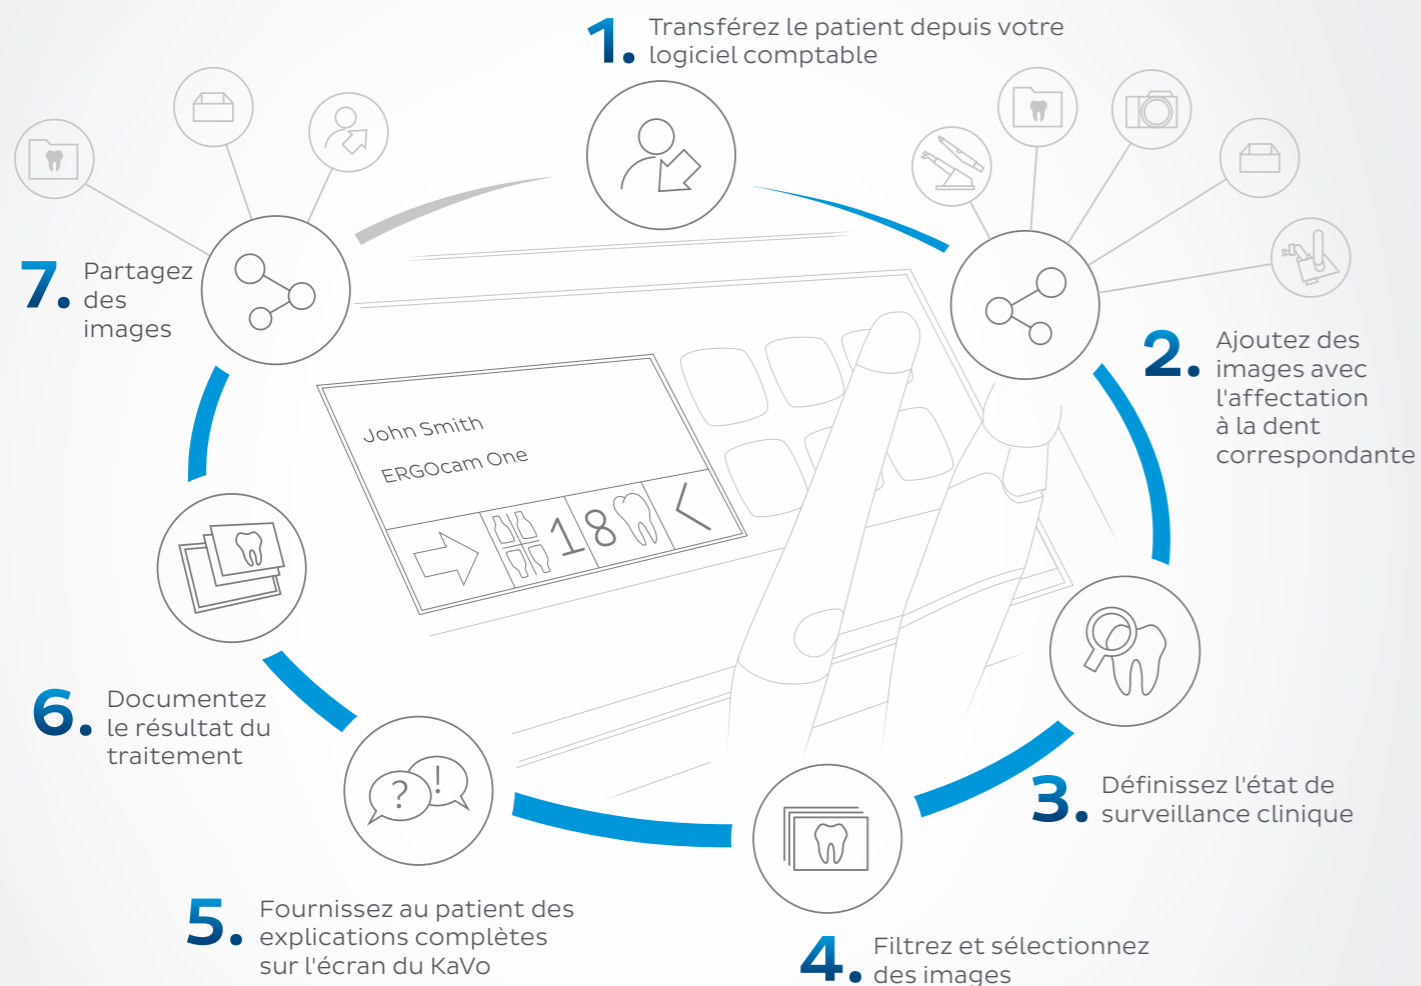 1. Transférez le patient depuis votre
logiciel comptable
2. Ajoutez des
images avec
l'affectation
à la dent
correspondante
3. Définissez l'état de
surveillance clinique
4. Filtrez et sélectionnez
des images
5. Fournissez au patient des
explications complètes
sur l'écran du KaVo
6. Documentez
le résultat du
traitement
7. Partagez
des
images
John Smith
ERGOcam One
18
? !